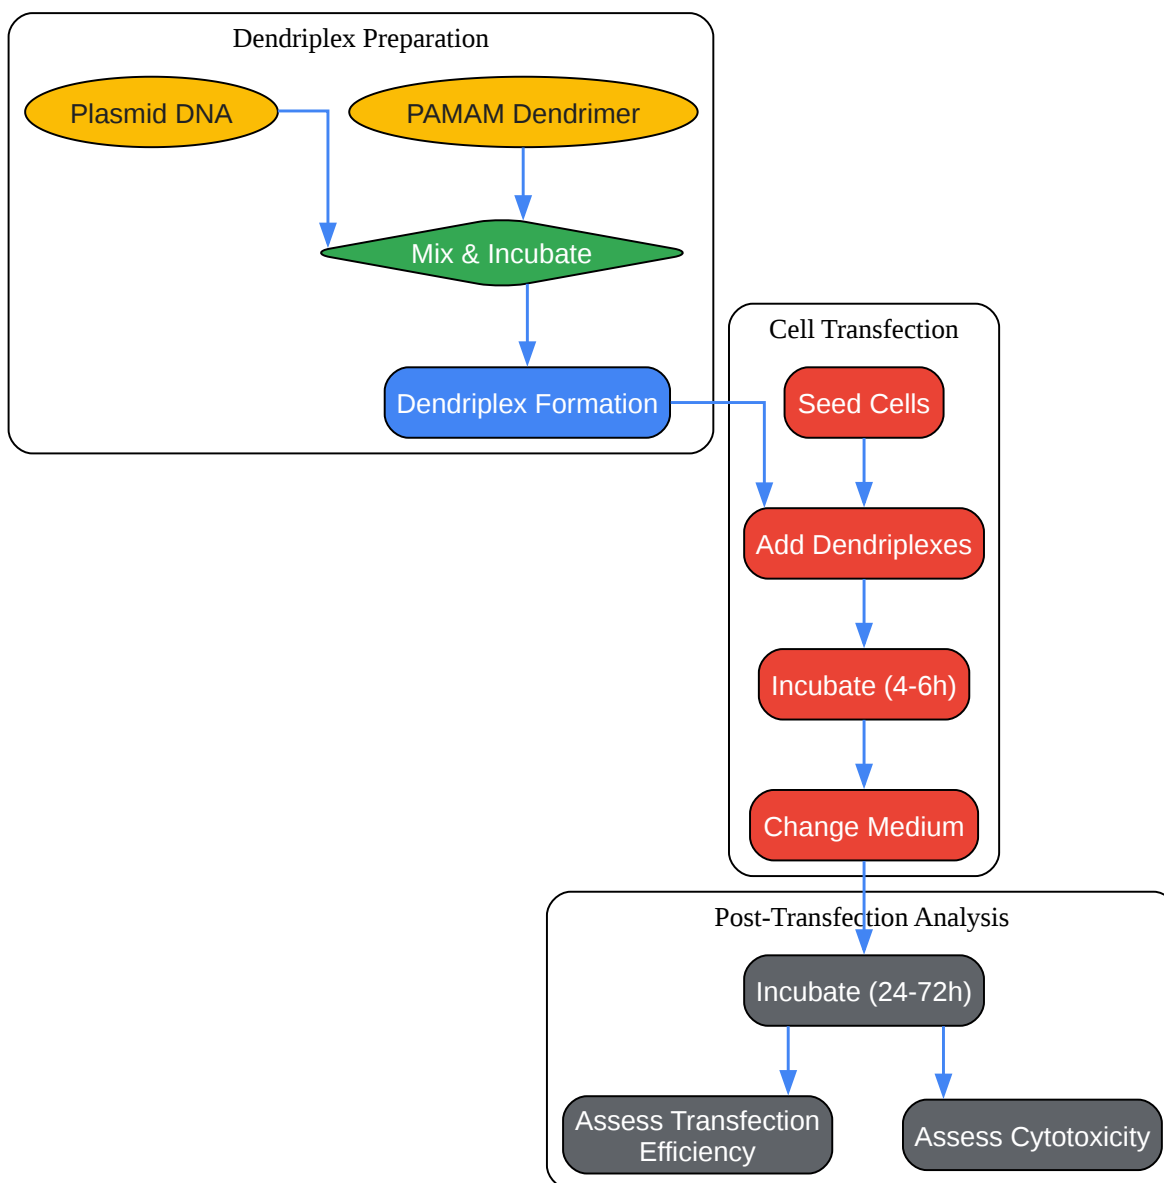 Dendriplex Preparation
Plasmid DNA
PAMAM Dendrimer
Mix & Incubate
Dendriplex Formation
Cell Transfection
Seed Cells
Add Dendriplexes
Incubate (4-6h)
Change Medium
Post-Transfection Analysis
Incubate (24-72h)
Assess Transfection
Efficiency
Assess Cytotoxicity